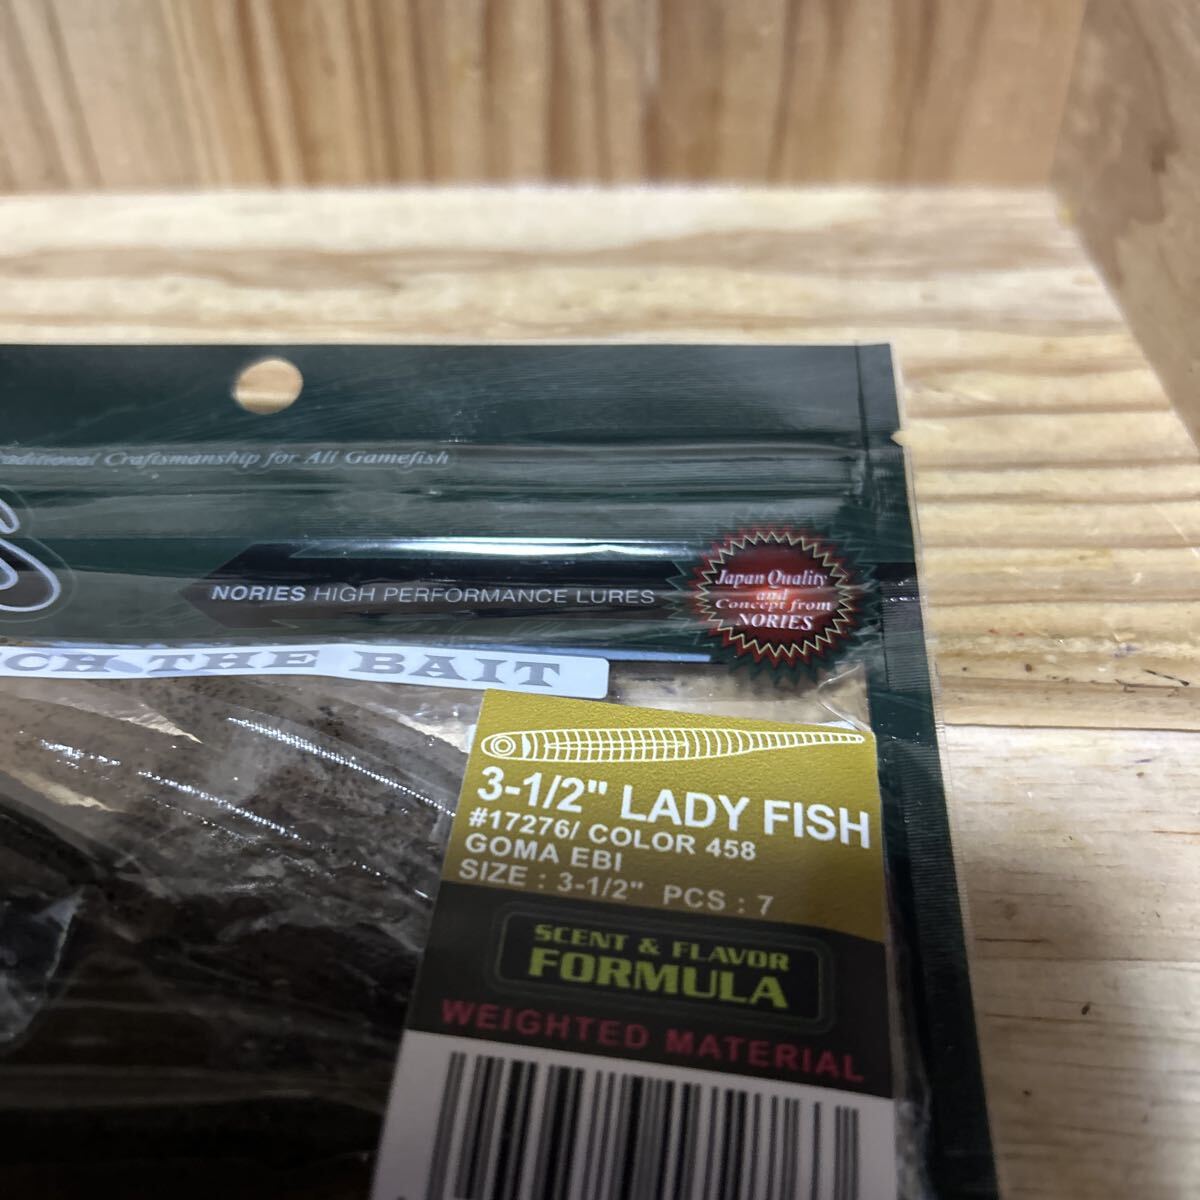 Craftsmanship for All Gamefish
NORIES HIGH PERFORMANCE LURES
Japan Quality
and
Concept from
NORIES
THE BAIT
3-1/2" LADY FISH
#17276/ COLOR 458
GOMA EBI
SIZE : 3-1/2" PCS : 7
SCENT & FLAVOR
FORMULA
WEIGHTED MATERIAL